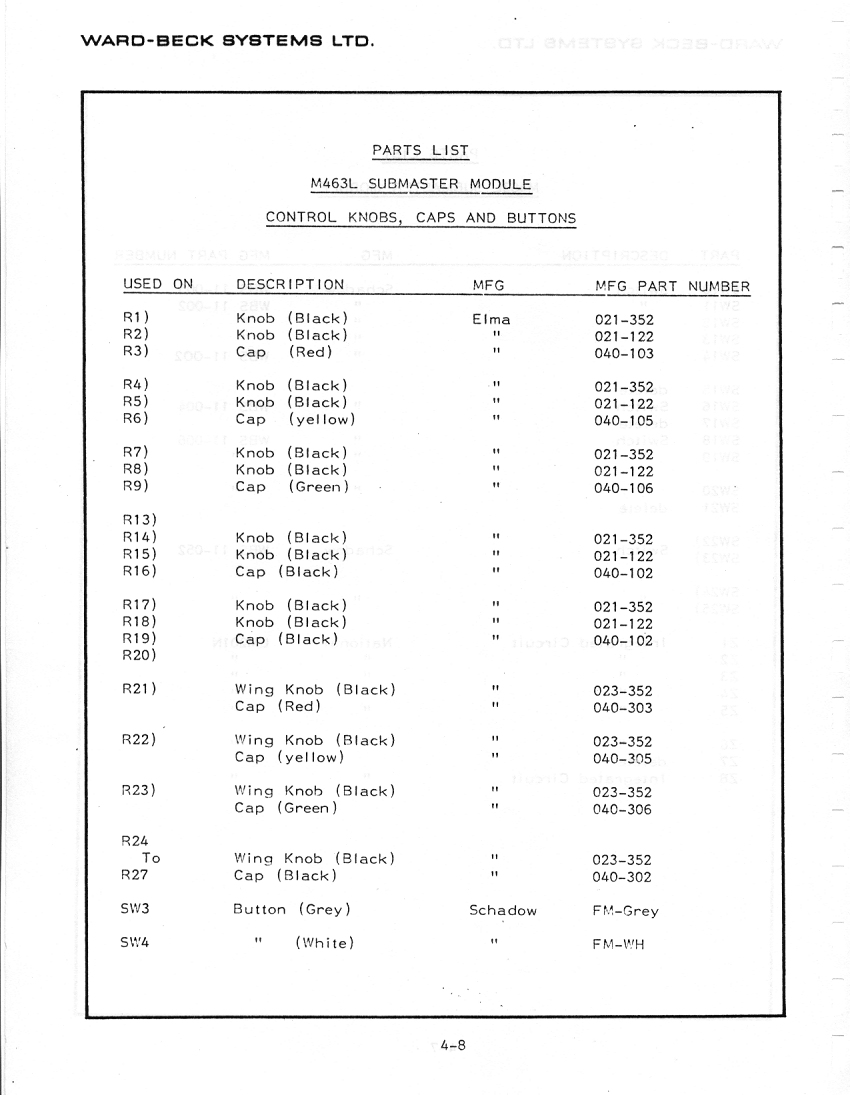 WARD-BECK SYSTEMS LTD.
PARTS LIST
M463L SUBMASTER MODULE
CONTROL KNOBS, CAPS AND BUTTONS
USED ON DESCRIPTION MFG MFG PART NUMBER
R1) Knob (Black) Elma 021-352
R2) Knob (Black) " 021-122
R3) Cap (Red) " 040-103
R4) Knob (Black) " 021-352
R5) Knob (Black) " 021-122
R6) Cap (yellow) " 040-105
R7) Knob (Black) " 021-352
R8) Knob (Black) " 021-122
R9) Cap (Green) " 040-106
R13)
R14) Knob (Black) " 021-352
R15) Knob (Black) " 021-122
R16) Cap (Black) " 040-102
R17) Knob (Black) " 021-352
R18) Knob (Black) " 021-122
R19) Cap (Black) " 040-102
R20)
R21) Wing Knob (Black) " 023-352
Cap (Red) " 040-303
R22) Wing Knob (Black) " 023-352
Cap (yellow) " 040-305
R23) Wing Knob (Black) " 023-352
Cap (Green) " 040-306
R24
To Wing Knob (Black) " 023-352
R27 Cap (Black) " 040-302
SW3 Button (Grey) Schadow FM-Grey
SW4 " (White) " FM-WH
4-8